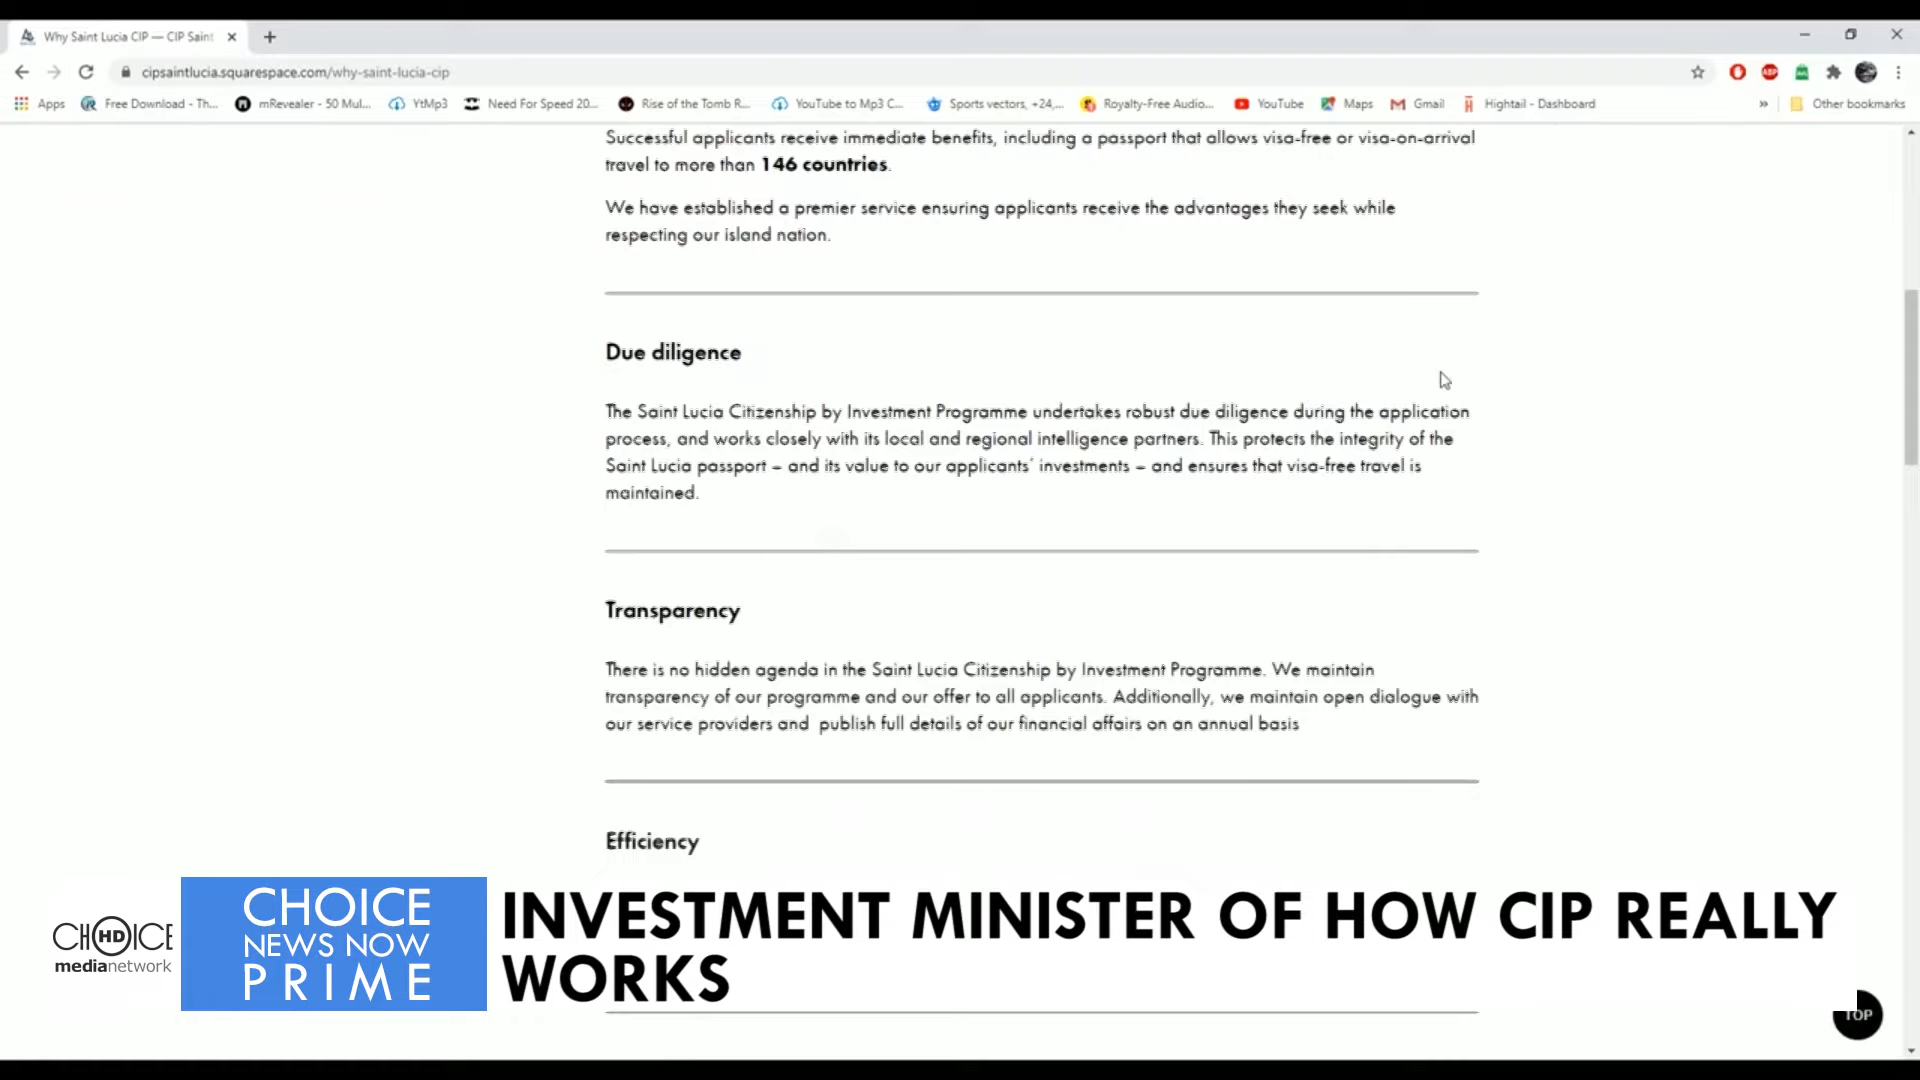 Why Saint Lucia CIP — CIP Saint
cipsaintlucia.squarespace.com/why-saint-lucia-cip
Apps
Free Download - Th...
mRevealer - 50 Mul...
YtMp3
Need For Speed 20...
Rise of the Tomb R...
YouTube to Mp3 C...
Sports vectors, +24,...
Royalty-Free Audio...
YouTube
Maps
Gmail
Hightail - Dashboard
»
Other bookmarks
Successful applicants receive immediate benefits, including a passport that allows visa-free or visa-on-arrival
travel to more than 146 countries.
We have established a premier service ensuring applicants receive the advantages they seek while
respecting our island nation.
Due diligence
The Saint Lucia Citizenship by Investment Programme undertakes robust due diligence during the application
process, and works closely with its local and regional intelligence partners. This protects the integrity of the
Saint Lucia passport – and its value to our applicants' investments – and ensures that visa-free travel is
maintained.
Transparency
There is no hidden agenda in the Saint Lucia Citizenship by Investment Programme. We maintain
transparency of our programme and our offer to all applicants. Additionally, we maintain open dialogue with
our service providers and  publish full details of our financial affairs on an annual basis
Efficiency
CHOICE HD
medianetwork
CHOICE
NEWS NOW
PRIME
INVESTMENT MINISTER OF HOW CIP REALLY
WORKS
TOP